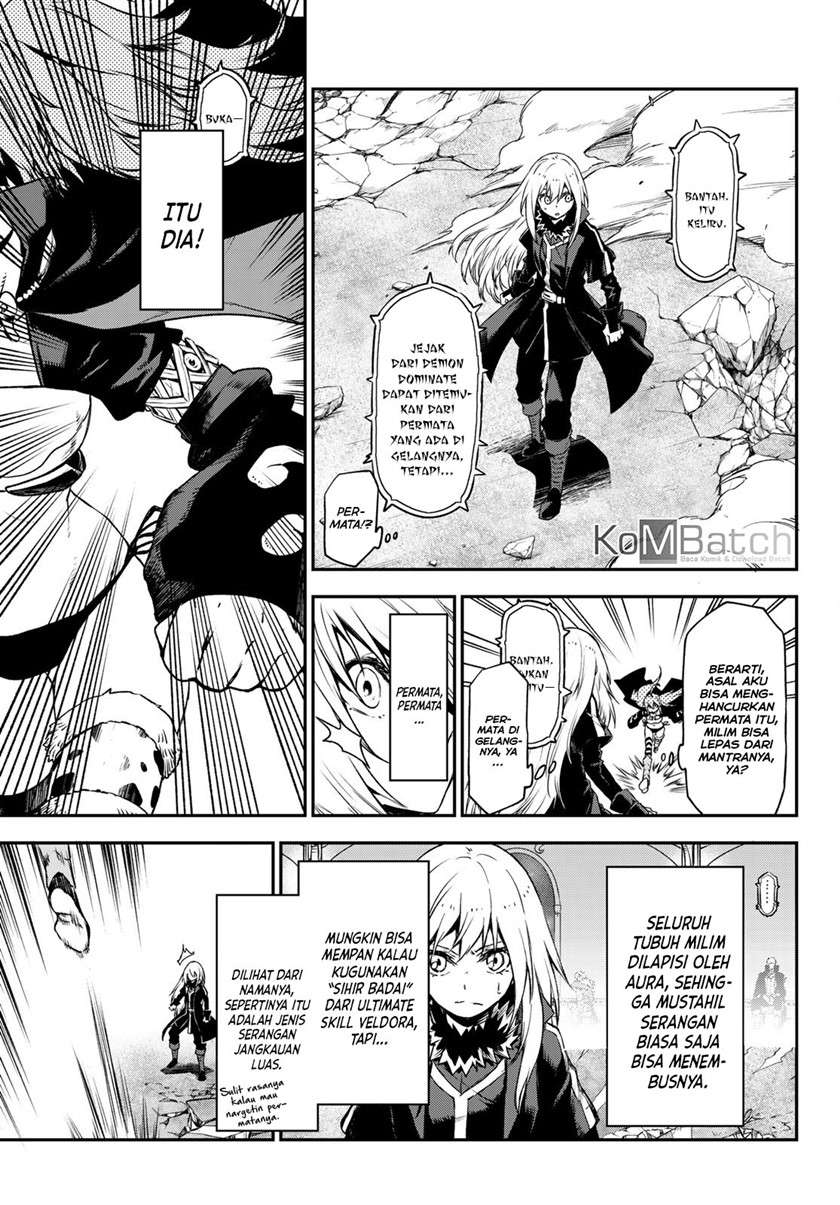 BANTAH.
ITU
KELIRU.
JEJAK
DARI DEMON
DOMINATE
DAPAT DITEMU-
KAN DARI
PERMATA
YANG ADA DI
GELANGNYA,
TETAPI...
PER-
MATA!?
BUKA—
ITU
DIA!
KoMBatch
Baca Komik & Download Batch
BERARTI,
ASAL AKU
BISA MENG-
HANCURKAN
PERMATA ITU,
MILIM BISA
LEPAS DARI
MANTRANYA,
YA?
BANTAH.
BUKAN
ITU—
PER-
MATA DI
GELANG-
NYA, YA
...
PERMATA,
PERMATA
...
......
SELURUH
TUBUH MILIM
DILAPISI OLEH
AURA, SEHING-
GA MUSTAHIL
SERANGAN
BIASA SAJA
BISA MENEM-
BUSNYA.
MUNGKIN BISA
MEMPAN KALAU
KUGUNAKAN
“SIHIR BADAI”
DARI ULTIMATE
SKILL VELDORA,
TAPI...
DILIHAT DARI
NAMANYA,
SEPERTINYA ITU
ADALAH JENIS
SERANGAN
JANGKAUAN
LUAS.
Sulit rasanya
kalau mau
nargetin per-
matanya.